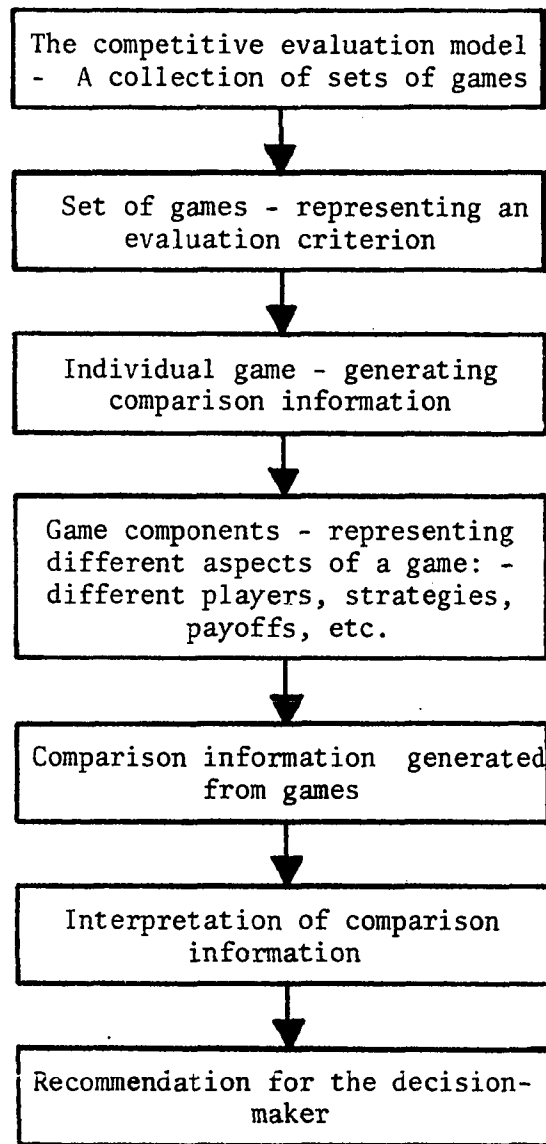 The competitive evaluation model
- A collection of sets of games
Set of games - representing an
evaluation criterion
Individual game - generating
comparison information
Game components - representing
different aspects of a game: -
different players, strategies,
payoffs, etc.
Comparison information generated
from games
Interpretation of comparison
information
Recommendation for the decision-
maker